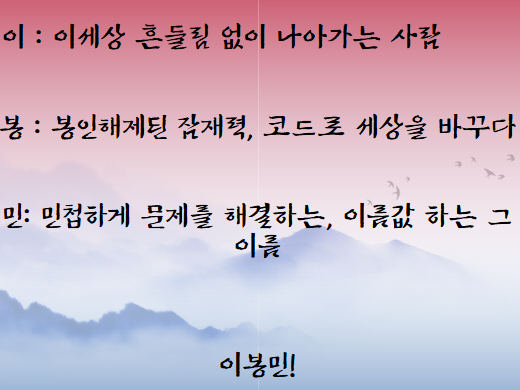 이 : 이세상 흔들림 없이 나아가는 사람
봉 : 봉인해제된 잠재력, 코드로 세상을 바꾸다
민: 민첩하게 문제를 해결하는, 이름값 하는 그
이름
이봉민!